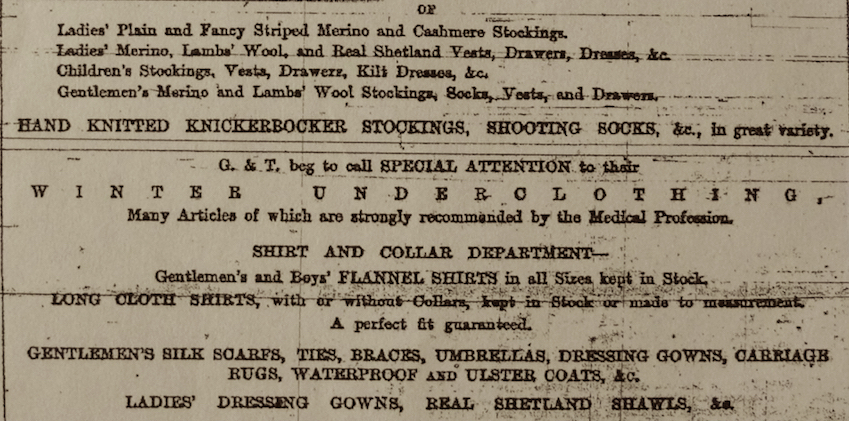 OF
Ladies' Plain and Fancy Striped Merino and Cashmere Stockings.
Ladies' Merino, Lambs' Wool, and Real Shetland Vests, Drawers, Dresses, &c.
Children's Stockings, Vests, Drawers, Kilt Dresses, &c.
Gentlemen's Merino and Lambs' Wool Stockings, Socks, Vests, and Drawers.
HAND KNITTED KNICKERBOCKER STOCKINGS, SHOOTING SOCKS, &c., in great variety.
G. & T. beg to call SPECIAL ATTENTION to their
WINTER UNDERCLOTHING,
Many Articles of which are strongly recommended by the Medical Profession.
SHIRT AND COLLAR DEPARTMENT—
Gentlemen's and Boys' FLANNEL SHIRTS in all Sizes kept in Stock.
LONG CLOTH SHIRTS, with or without Collars, kept in Stock or made to measurement.
A perfect fit guaranteed.
GENTLEMEN'S SILK SCARFS, TIES, BRACES, UMBRELLAS, DRESSING GOWNS, CARRIAGE
RUGS, WATERPROOF AND ULSTER COATS, &c.
LADIES' DRESSING GOWNS, REAL SHETLAND SHAWLS, &c.